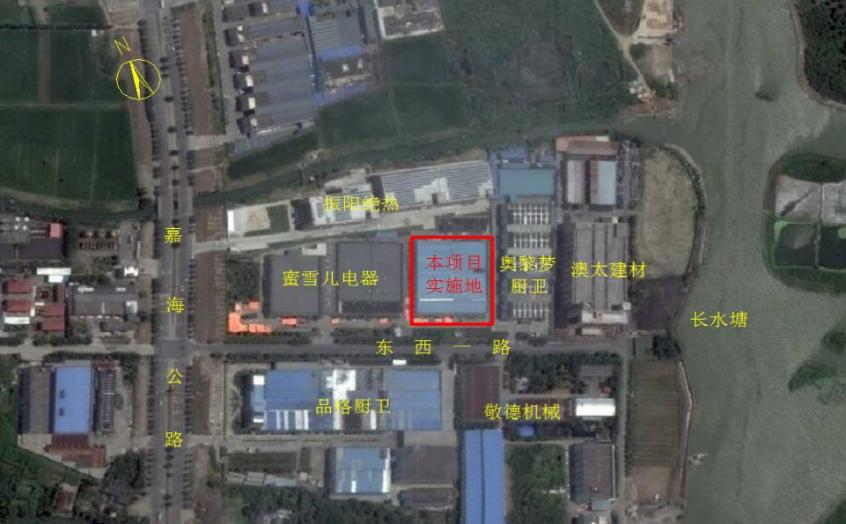 N
振阳绝热
嘉海公路
蜜雪儿电器
本项目
实施地
奥黎梦
厨卫
澳太建材
长水塘
东西一路
品珞厨卫
敬德机械